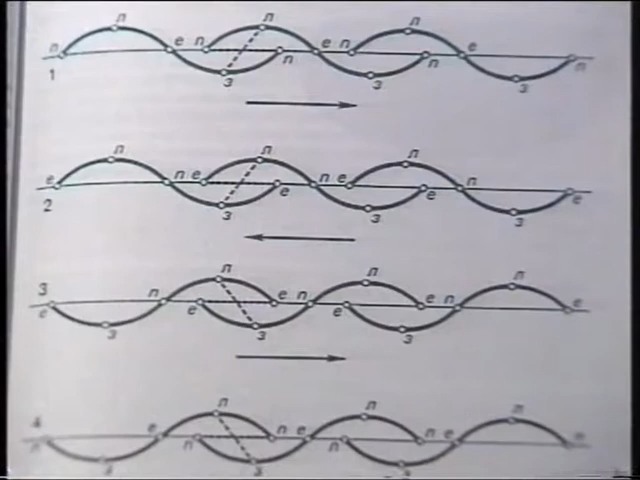 п п е п п п е п п п е п
1 з з з
е п п е п е п е п е п е
2 з з з
3 е п п е е п п е е п п е
з з з
4 п е п п п е п п п е п п
з з з